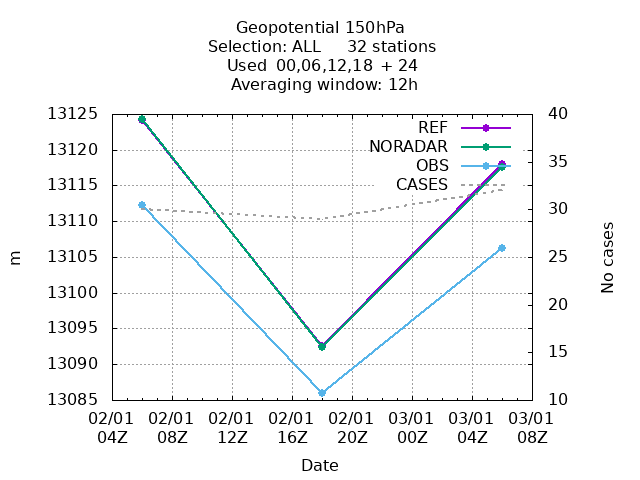 Geopotential 150hPa
Selection: ALL 32 stations
Used 00,06,12,18 + 24
Averaging window: 12h
REF
NORADAR
OBS
CASES
13125
13120
13115
13110
13105
13100
13095
13090
13085
m
40
35
30
25
20
15
10
No cases
02/01 02/01 02/01 02/01 02/01 03/01 03/01 03/01
04Z 08Z 12Z 16Z 20Z 00Z 04Z 08Z
Date